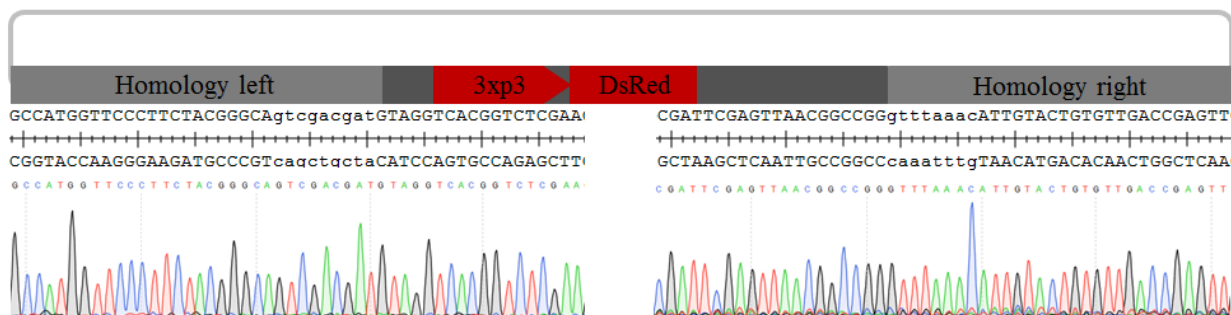 Homology left 3xp3 DsRed Homology right
GCCATGGTTCCCTTCTACGGGCAgtcgacgatGTAGGTCACGGTCTCGAA CGATTCGAGTTAACGGCCGGgtttaaacATTGTACTGTGTTGACCGAGTT
CGGTACCAAGGGAAGATGCCCGTcagctgctaCATCCAGTGCCAGAGCTT GCTAAGCTCAATTGCCGGCCcaaatttgTAACATGACACAACTGGCTCAA
GCCATGGTTCCCTTCTACGGGCAGTCGACGATGTAGGTCACGGTCTCGAA CGATTCGAGTTAACGGCCGGGTTTAAACATTGTACTGTGTTGACCGAGTT